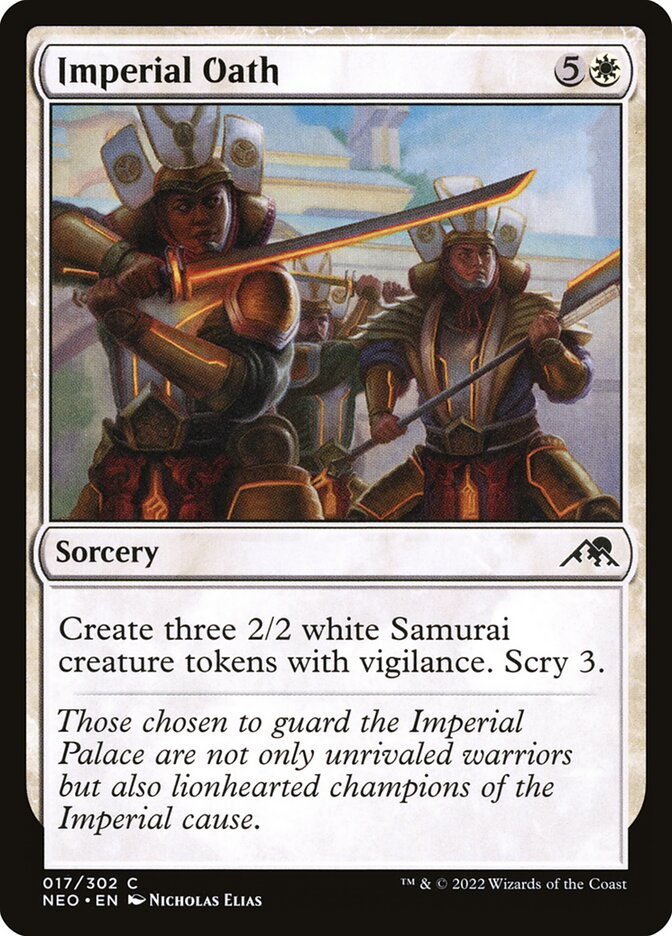 Imperial Oath
5
Sorcery
Create three 2/2 white Samurai
creature tokens with vigilance. Scry 3.
Those chosen to guard the Imperial
Palace are not only unrivaled warriors
but also lionhearted champions of the
Imperial cause.
017/302 C
NEO • EN Nicholas Elias
™ & © 2022 Wizards of the Coast